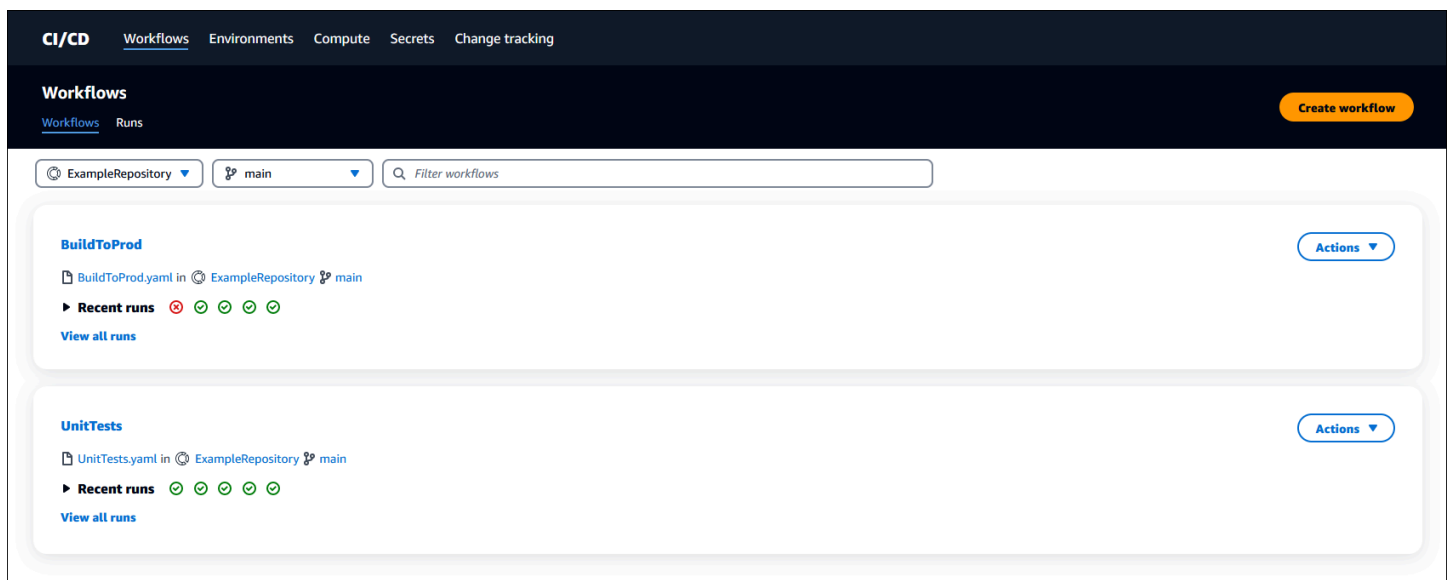 CI/CD Workflows Environments Compute Secrets Change tracking
Workflows
Create workflow
Workflows Runs
ExampleRepository main Filter workflows
BuildToProd
Actions
BuildToProd.yaml in ExampleRepository main
Recent runs
View all runs
UnitTests
Actions
UnitTests.yaml in ExampleRepository main
Recent runs
View all runs